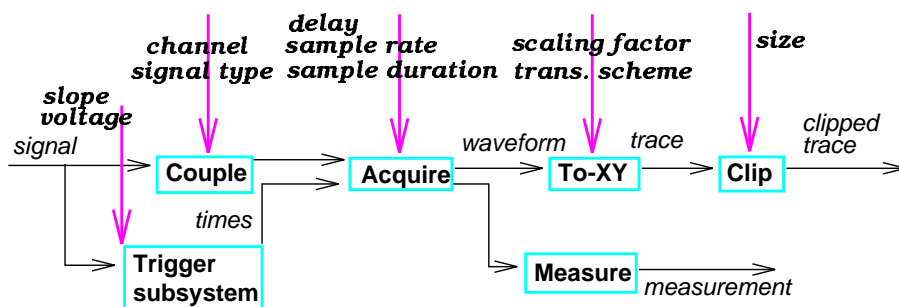 delay
channel
sample rate
scaling factor
size
signal type
sample duration
trans. scheme
slope
voltage
signal
waveform
trace
clipped
trace
Couple
Acquire
To-XY
Clip
times
Trigger
subsystem
Measure
measurement